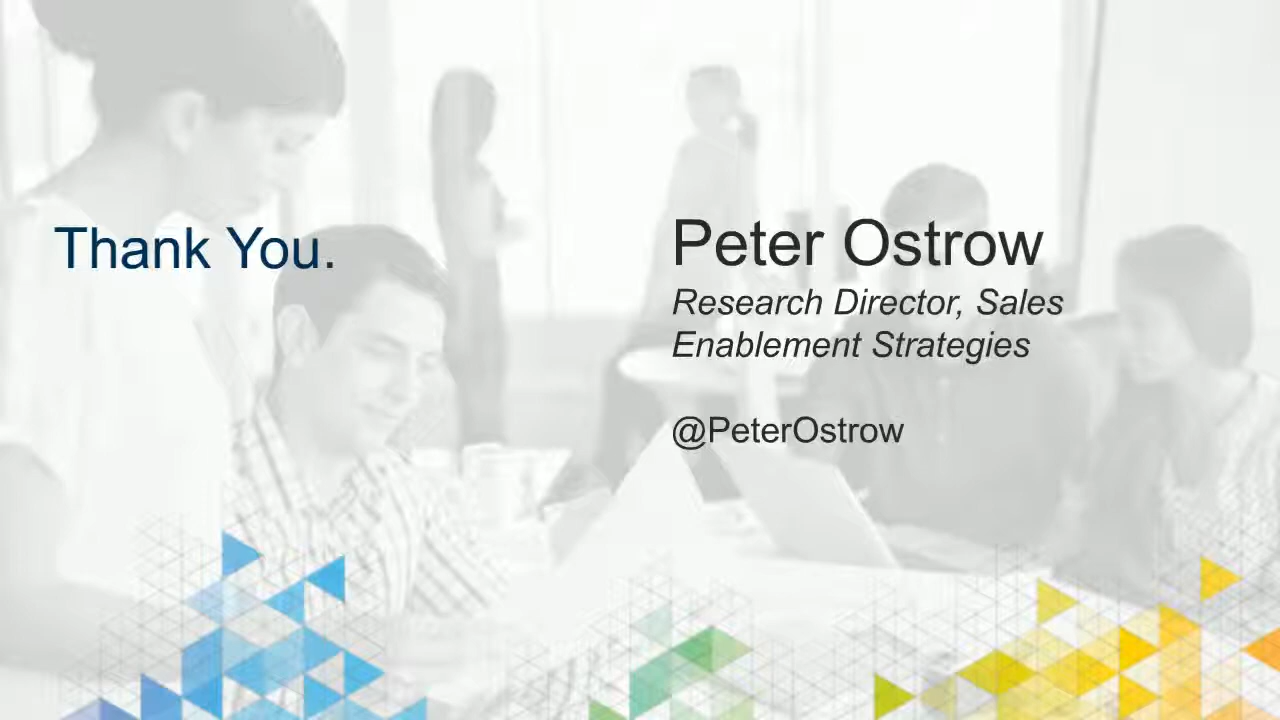 Thank You.
Peter Ostrow
Research Director, Sales
Enablement Strategies
@PeterOstrow